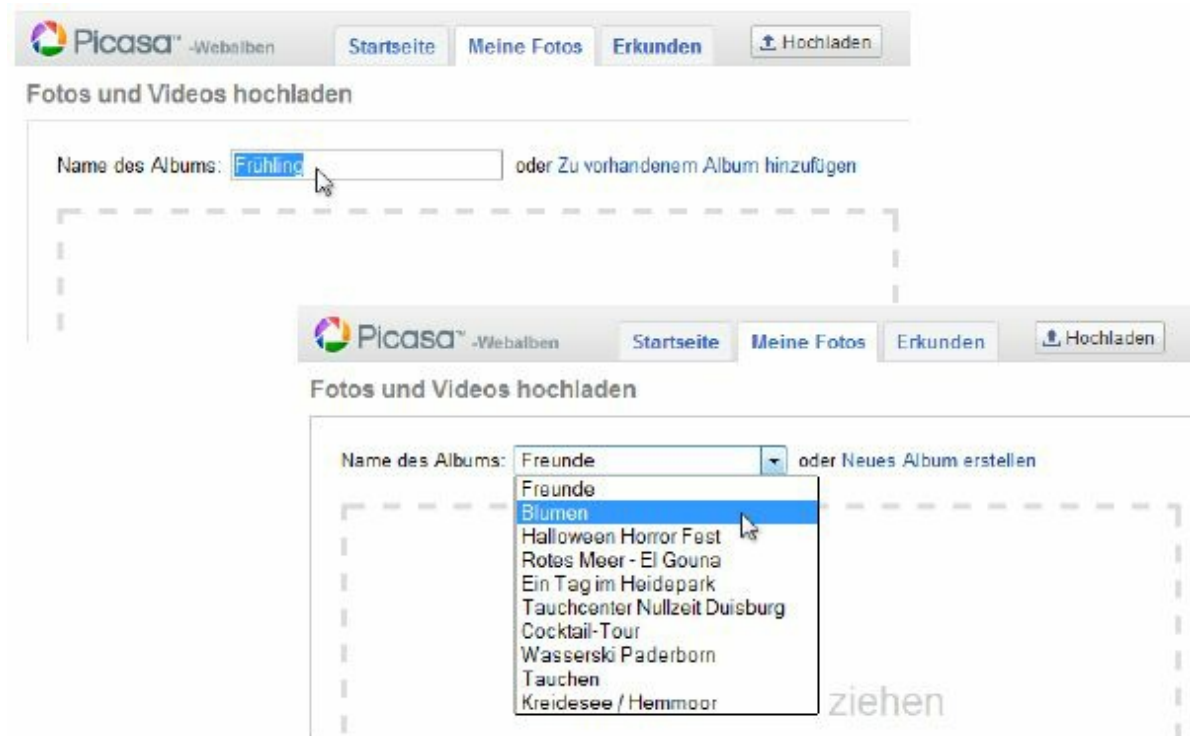 Picasa™ -Webalben Startseite Meine Fotos Erkunden Hochladen
Fotos und Videos hochladen
Name des Albums: Frühling oder Zu vorhandenem Album hinzufügen
Picasa™ -Webalben Startseite Meine Fotos Erkunden Hochladen
Fotos und Videos hochladen
Name des Albums: Freunde oder Neues Album erstellen
Freunde
Blumen
Halloween Horror Fest
Rotes Meer - El Gouna
Ein Tag im Heidepark
Tauchcenter Nullzeit Duisburg
Cocktail-Tour
Wasserski Paderborn
Tauchen
Kreidesee / Hemmoor
ziehen